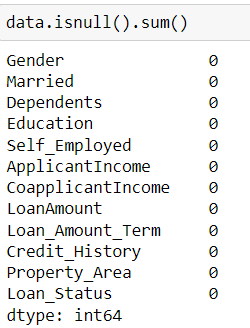 data.isnull().sum()
Gender 0
Married 0
Dependents 0
Education 0
Self_Employed 0
ApplicantIncome 0
CoapplicantIncome 0
LoanAmount 0
Loan_Amount_Term 0
Credit_History 0
Property_Area 0
Loan_Status 0
dtype: int64